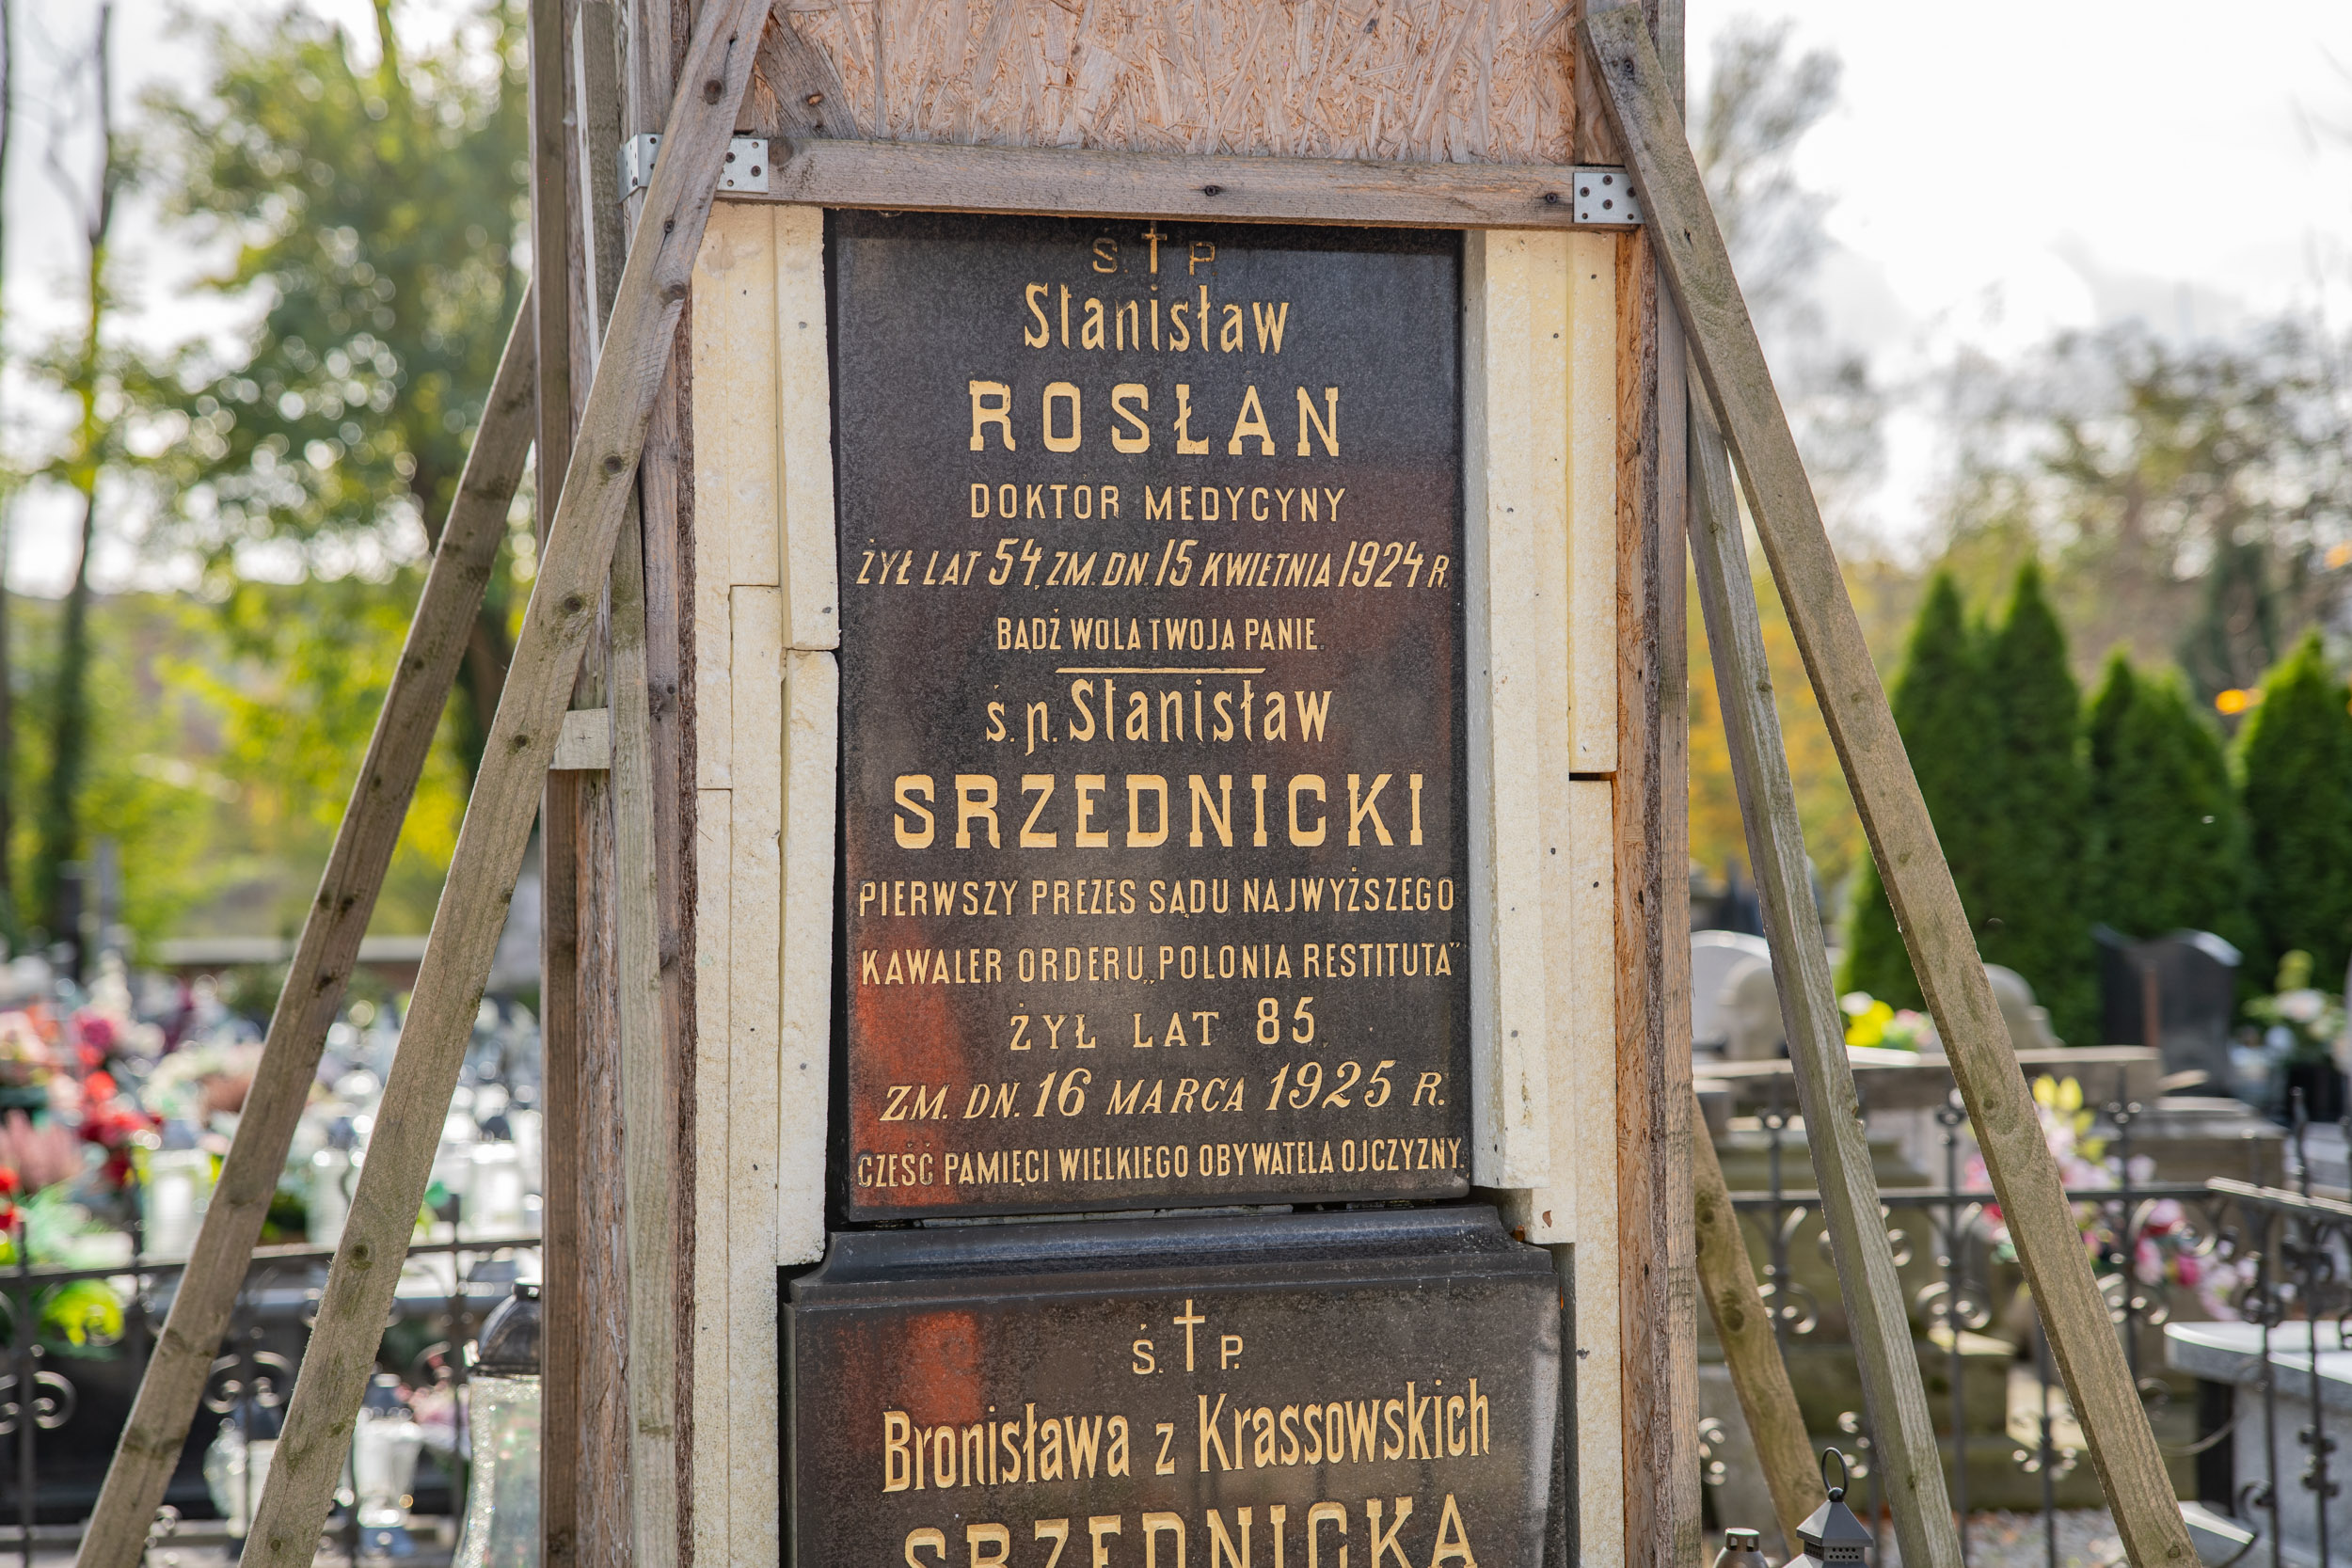 Ś.†P.
Stanisław
ROSŁAN
DOKTOR MEDYCYNY
ŻYŁ LAT 54, ZM. DN. 15 KWIETNIA 1924 R.
BĄDŹ WOLA TWOJA PANIE.
ś.p. Stanisław
SRZEDNICKI
PIERWSZY PREZES SĄDU NAJWYŻSZEGO
KAWALER ORDERU „POLONIA RESTITUTA"
ŻYŁ LAT 85.
ZM. DN. 16 MARCA 1925 R.
CZEŚĆ PAMIĘCI WIELKIEGO OBYWATELA OJCZYZNY.
Ś.†P.
Bronisława z Krassowskich
SRZEDNICKA